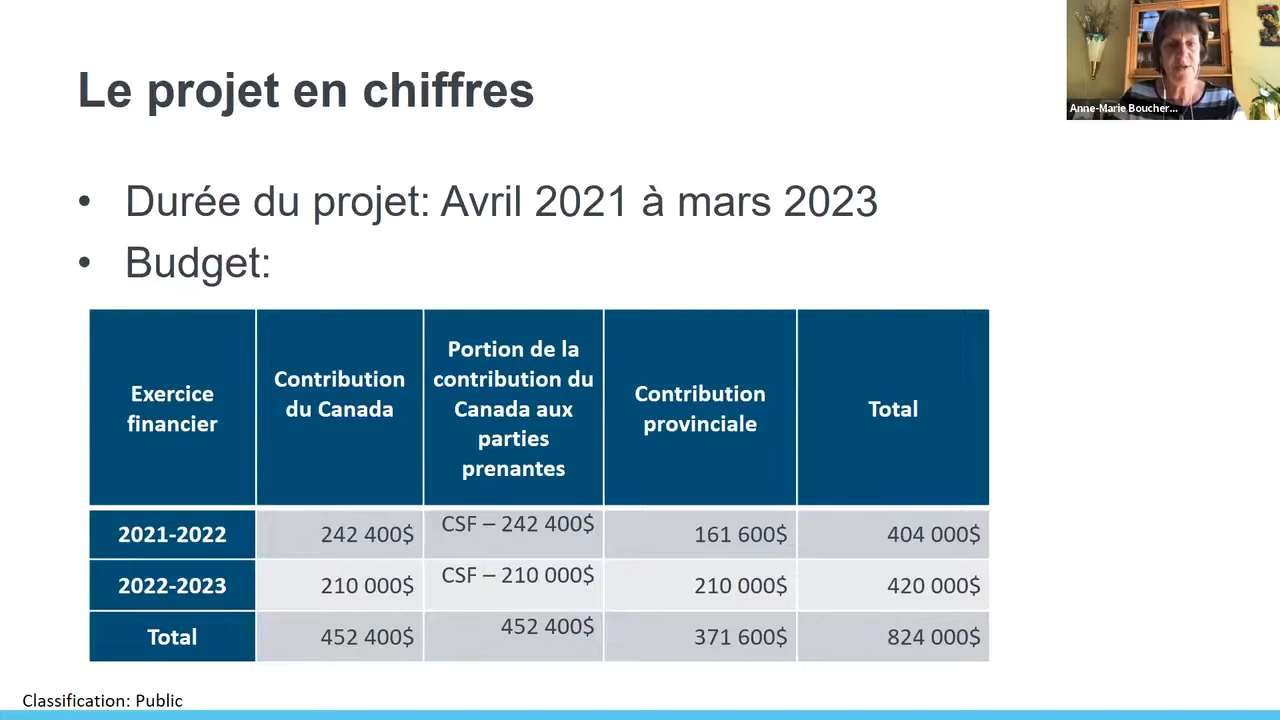 Le projet en chiffres
Anne-Marie Boucher...
• Durée du projet: Avril 2021 à mars 2023
• Budget:
Exercice
financier
Contribution
du Canada
Portion de la
contribution du
Canada aux
parties
prenantes
Contribution
provinciale
Total
2021-2022 242 400$ CSF – 242 400$ 161 600$ 404 000$
2022-2023 210 000$ CSF – 210 000$ 210 000$ 420 000$
Total 452 400$ 452 400$ 371 600$ 824 000$
Classification: Public